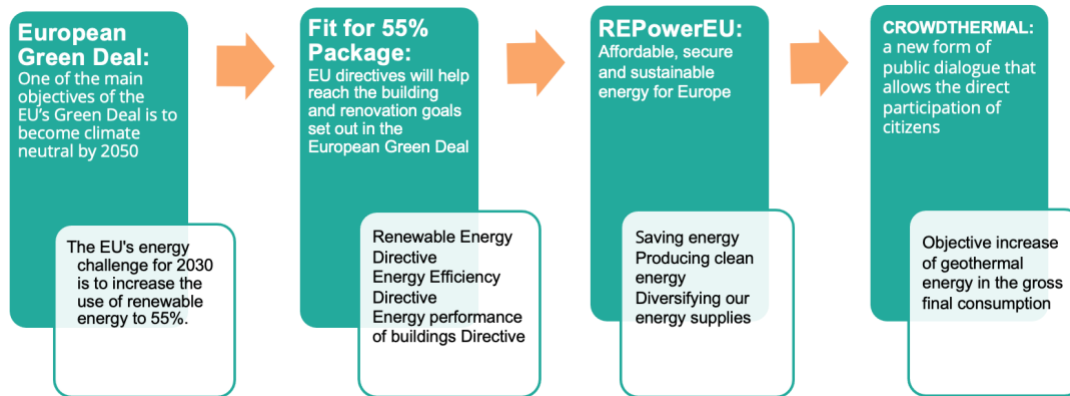 European
Green Deal:
One of the main
objectives of the
EU's Green Deal is to
become climate
neutral by 2050
The EU's energy
challenge for 2030
is to increase the
use of renewable
energy to 55%.
Fit for 55%
Package:
EU directives will help
reach the building
and renovation goals
set out in the
European Green Deal
Renewable Energy
Directive
Energy Efficiency
Directive
Energy performance
of buildings Directive
REPowerEU:
Affordable, secure
and sustainable
energy for Europe
Saving energy
Producing clean
energy
Diversifying our
energy supplies
CROWDTHERMAL:
a new form of
public dialogue that
allows the direct
participation of
citizens
Objective increase
of geothermal
energy in the gross
final consumption